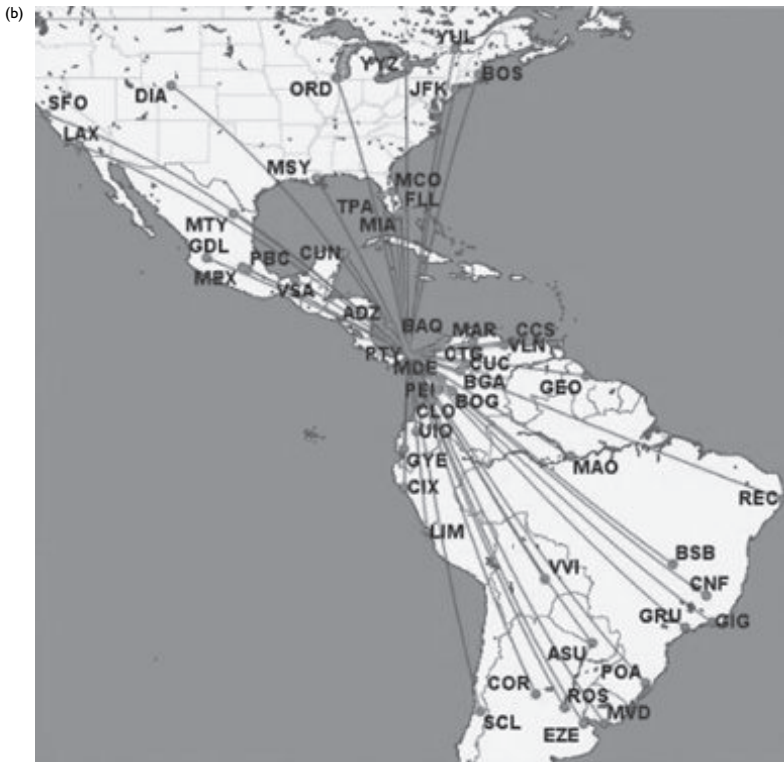 (b)
YUL
YYZ
BOS
ORD
JFK
DIA
SFO
LAX
MSY
MCO
FLL
TPA
MIA
MTY
GDL
PBC
CUN
MEX
VSA
ADZ
BAQ
MAR
CCS
PTY
CTG
VLN
MDE
CUC
PEI
BGA
GEO
BOG
CLO
UIO
GYE
MAO
CIX
REC
LIM
BSB
VVI
CNF
GRU
GIG
ASU
POA
COR
ROS
SCL
MVD
EZE